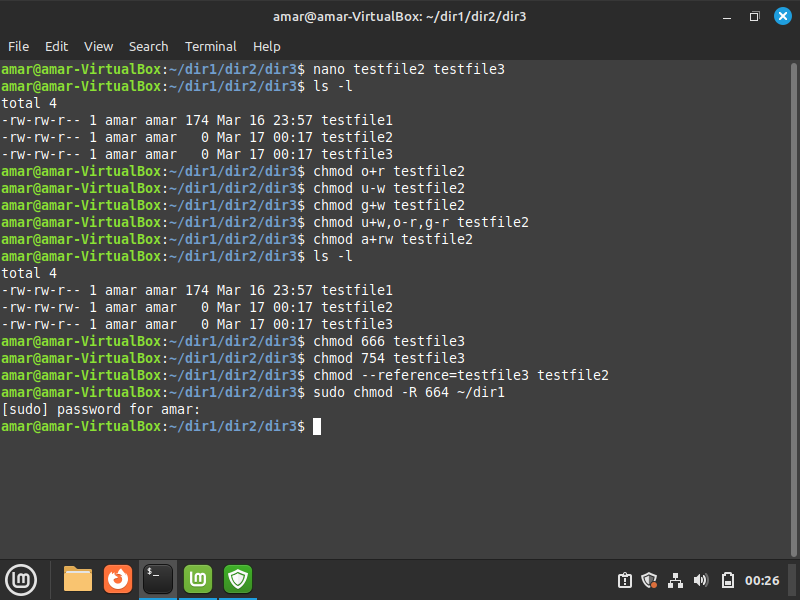 amar@amar-VirtualBox: ~/dir1/dir2/dir3
File Edit View Search Terminal Help
amar@amar-VirtualBox:~/dir1/dir2/dir3$ nano testfile2 testfile3
amar@amar-VirtualBox:~/dir1/dir2/dir3$ ls -l
total 4
-rw-rw-r-- 1 amar amar 174 Mar 16 23:57 testfile1
-rw-rw-r-- 1 amar amar   0 Mar 17 00:17 testfile2
-rw-rw-r-- 1 amar amar   0 Mar 17 00:17 testfile3
amar@amar-VirtualBox:~/dir1/dir2/dir3$ chmod o+r testfile2
amar@amar-VirtualBox:~/dir1/dir2/dir3$ chmod u-w testfile2
amar@amar-VirtualBox:~/dir1/dir2/dir3$ chmod g+w testfile2
amar@amar-VirtualBox:~/dir1/dir2/dir3$ chmod u+w,o-r,g-r testfile2
amar@amar-VirtualBox:~/dir1/dir2/dir3$ chmod a+rw testfile2
amar@amar-VirtualBox:~/dir1/dir2/dir3$ ls -l
total 4
-rw-rw-r-- 1 amar amar 174 Mar 16 23:57 testfile1
-rw-rw-rw- 1 amar amar   0 Mar 17 00:17 testfile2
-rw-rw-r-- 1 amar amar   0 Mar 17 00:17 testfile3
amar@amar-VirtualBox:~/dir1/dir2/dir3$ chmod 666 testfile3
amar@amar-VirtualBox:~/dir1/dir2/dir3$ chmod 754 testfile3
amar@amar-VirtualBox:~/dir1/dir2/dir3$ chmod --reference=testfile3 testfile2
amar@amar-VirtualBox:~/dir1/dir2/dir3$ sudo chmod -R 664 ~/dir1
[sudo] password for amar:
amar@amar-VirtualBox:~/dir1/dir2/dir3$
$_
00:26